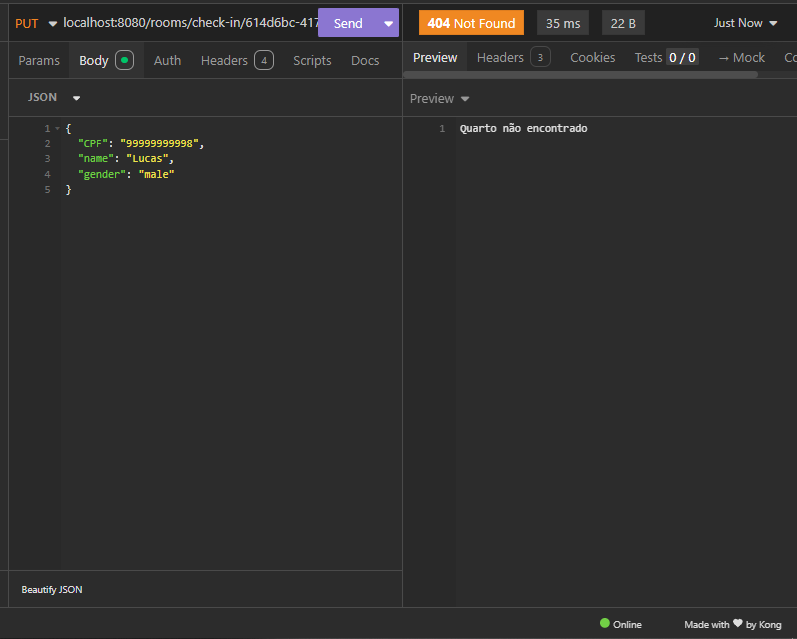 PUT localhost:8080/rooms/check-in/614d6bc-417 Send
404 Not Found 35 ms 22 B Just Now
Params Body Auth Headers 4 Scripts Docs
Preview Headers 3 Cookies Tests 0 / 0 → Mock Co
JSON
Preview
1 {
2 "CPF": "99999999998",
3 "name": "Lucas",
4 "gender": "male"
5 }
1 Quarto não encontrado
Beautify JSON
Online Made with ❤ by Kong